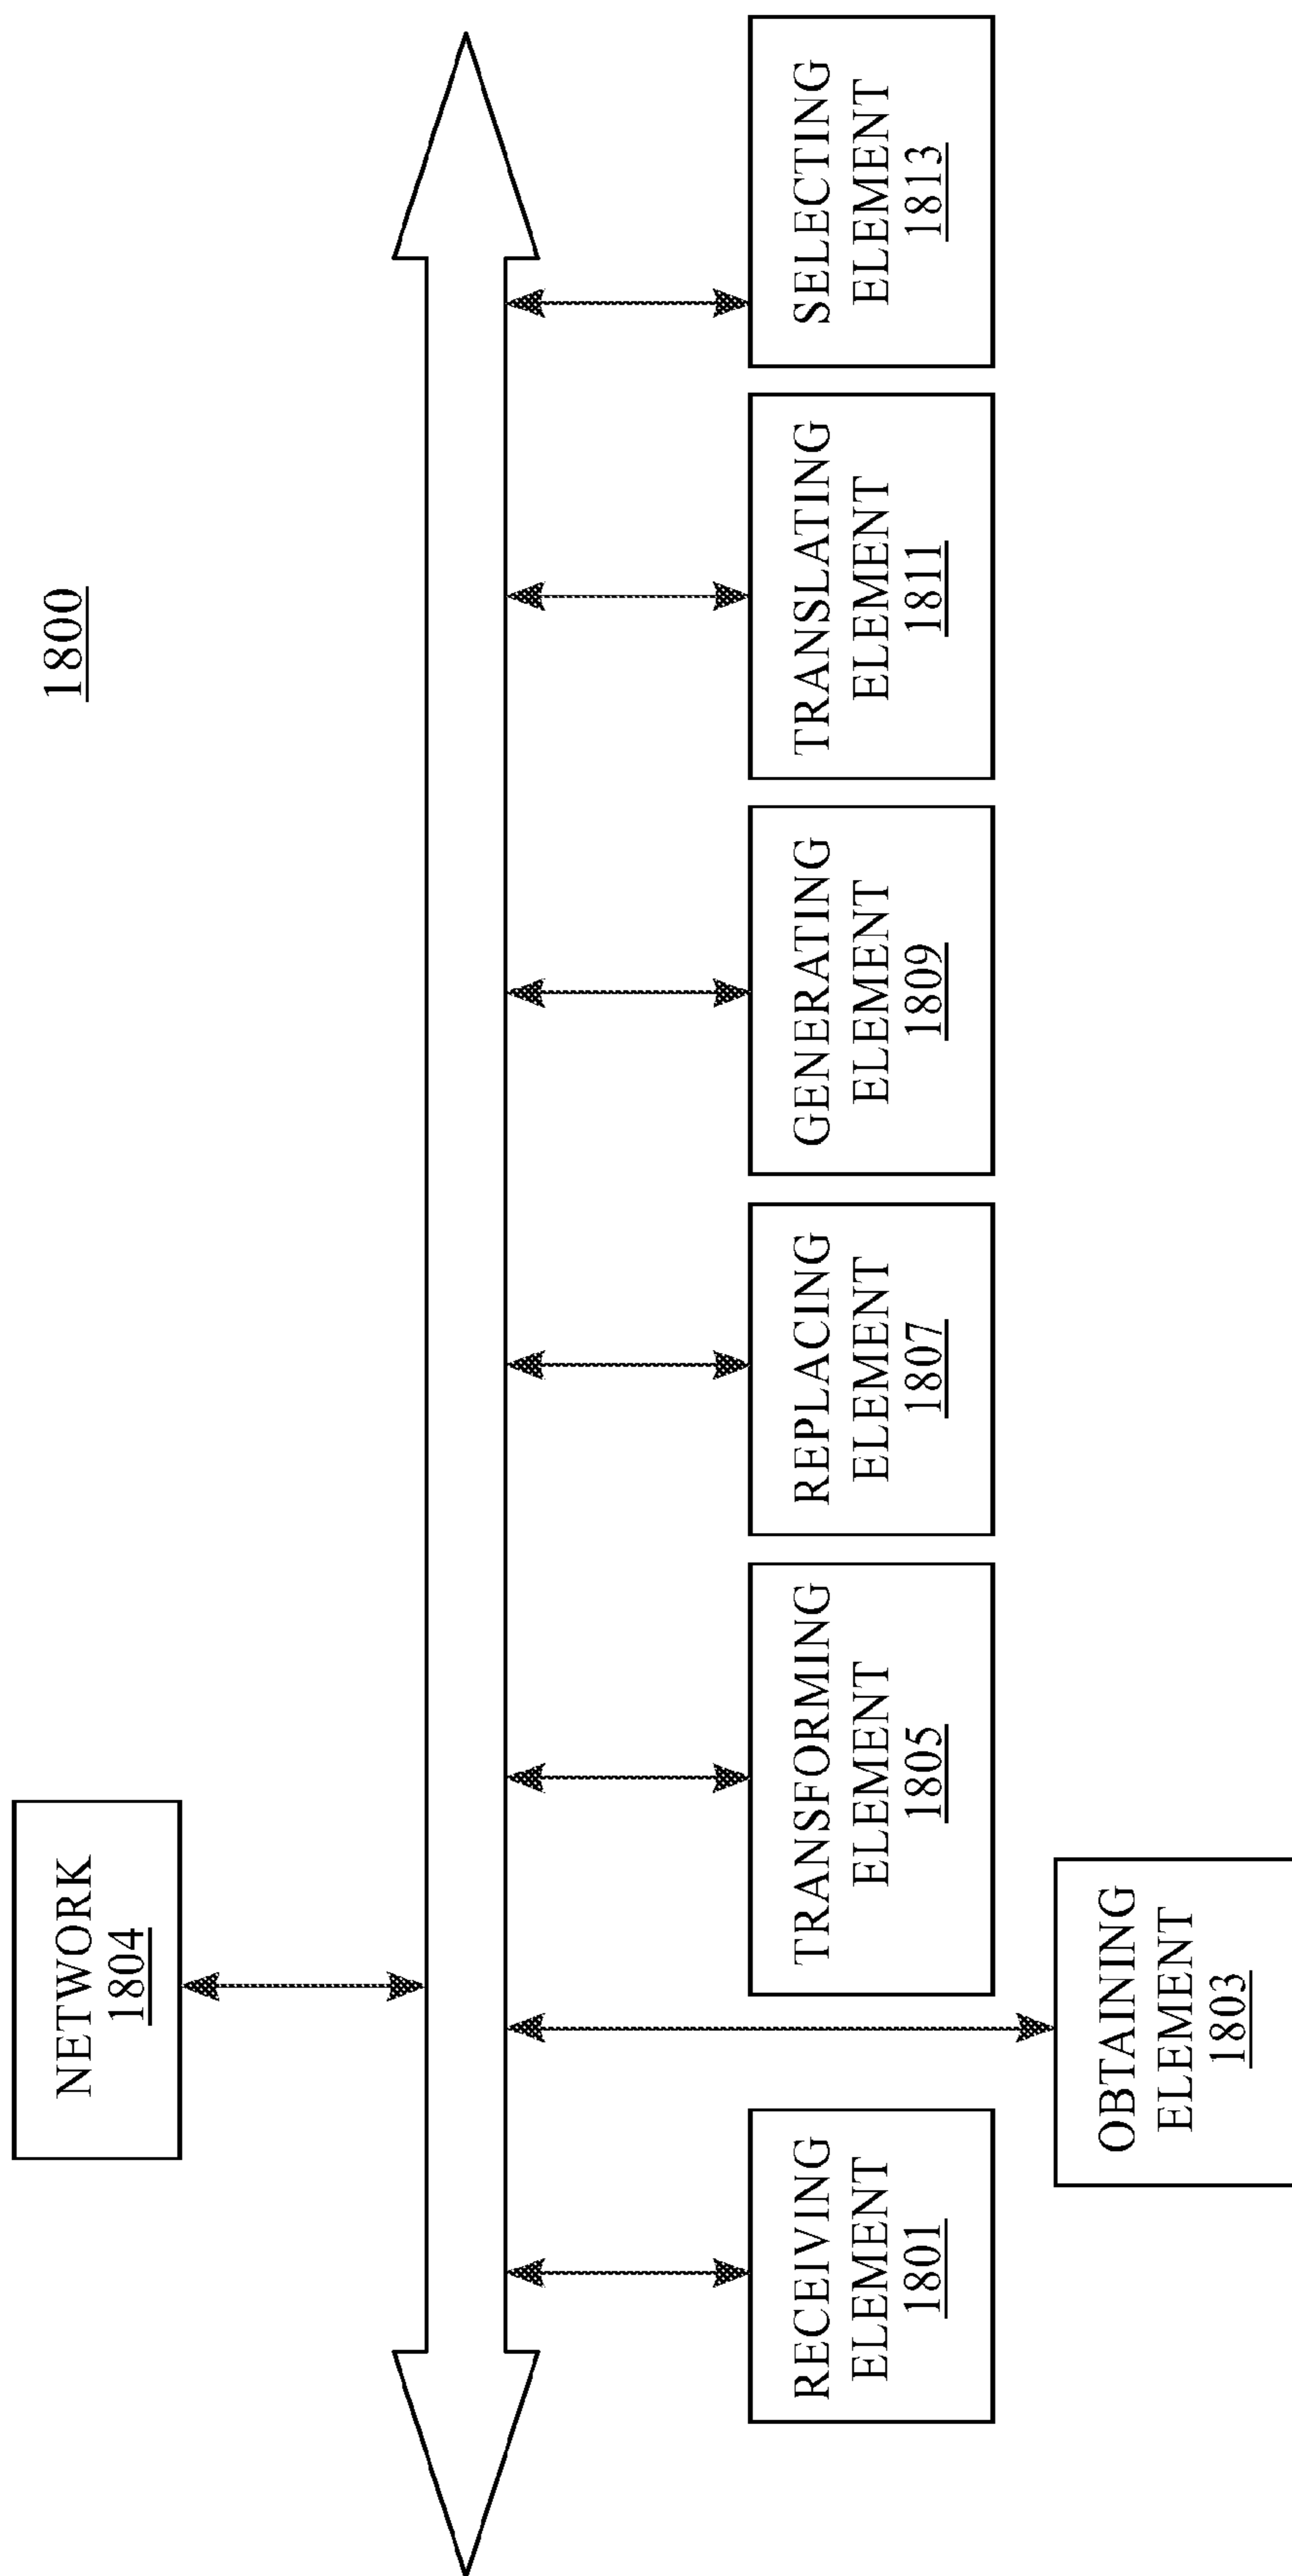 1800
NETWORK
1804
RECEIVING
ELEMENT
1801
OBTAINING
ELEMENT
1803
TRANSFORMING
ELEMENT
1805
REPLACING
ELEMENT
1807
GENERATING
ELEMENT
1809
TRANSLATING
ELEMENT
1811
SELECTING
ELEMENT
1813